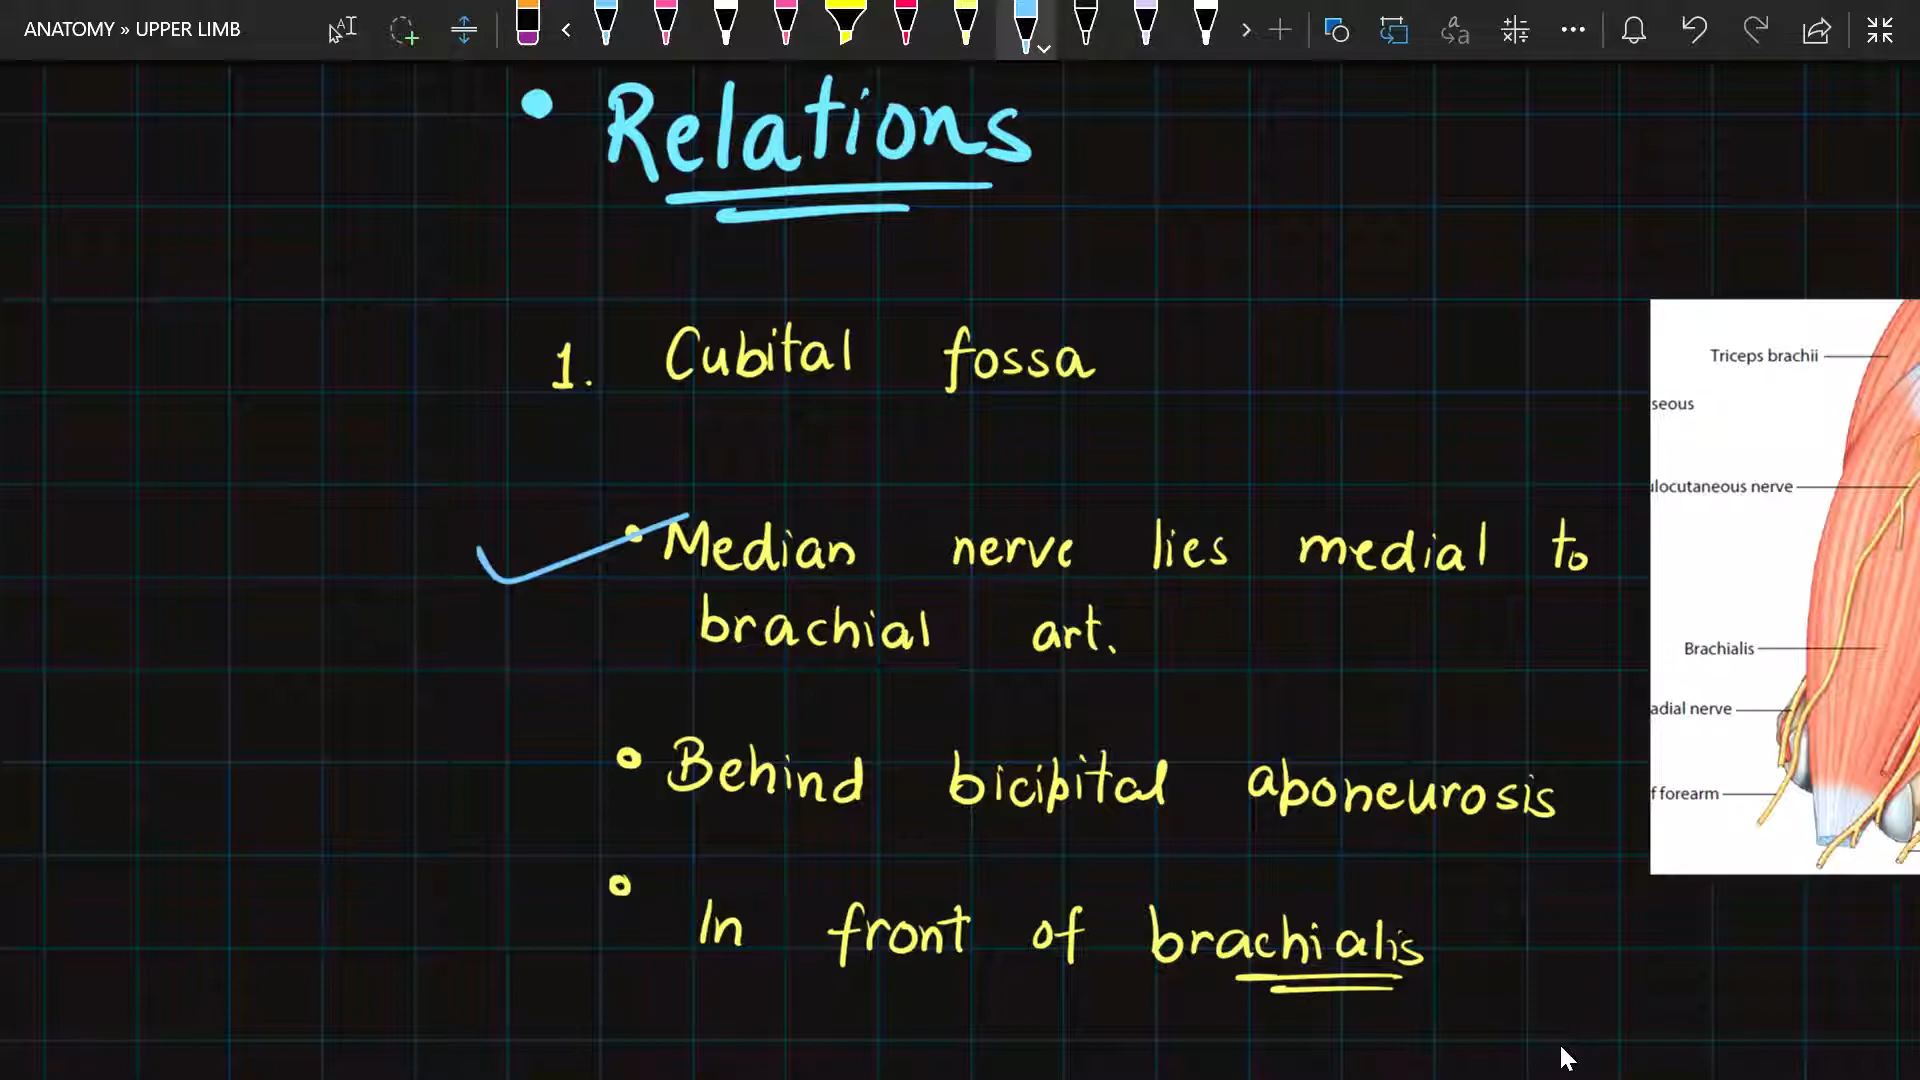 ANATOMY » UPPER LIMB
• Relations
1. Cubital fossa
• Median nerve lies medial to
brachial art.
• Behind bicipital aponeurosis
• In front of brachialis
Triceps brachii
seous
locutaneous nerve
Brachialis
adial nerve
f forearm